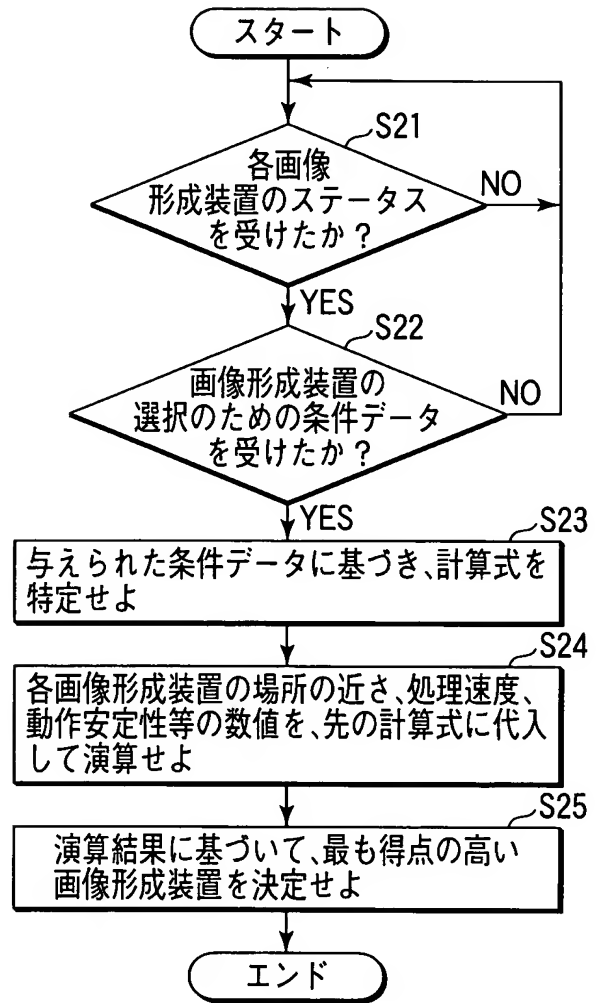 スタート
S21
各画像
形成装置のステータス
を受けたか？
NO
YES
S22
画像形成装置の
選択のための条件データ
を受けたか？
NO
YES
S23
与えられた条件データに基づき、計算式を
特定せよ
S24
各画像形成装置の場所の近さ、処理速度、
動作安定性等の数値を、先の計算式に代入
して演算せよ
S25
演算結果に基づいて、最も得点の高い
画像形成装置を決定せよ
エンド